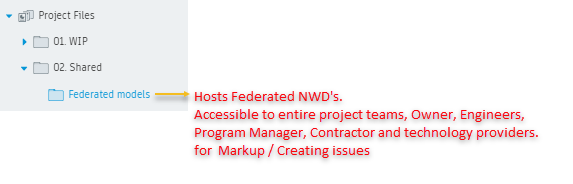 Project Files
01. WIP
02. Shared
Federated models
Hosts Federated NWD's.
Accessible to entire project teams, Owner, Engineers,
Program Manager, Contractor and technology providers.
for Markup / Creating issues